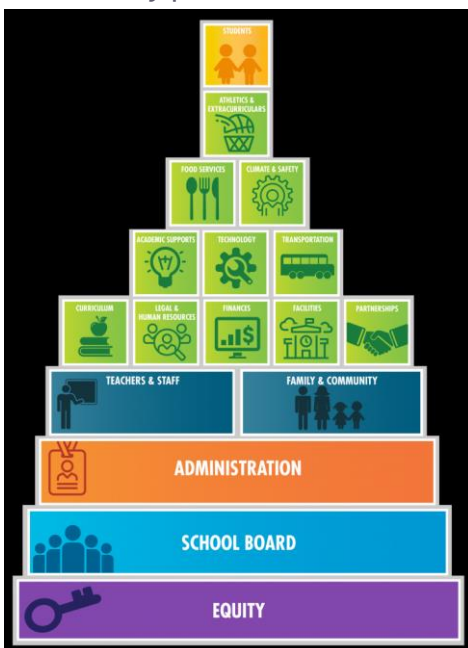 STUDENTS
ATHLETICS &
EXTRACURRICULARS
FOOD SERVICES
CLIMATE & SAFETY
ACADEMIC SUPPORTS
TECHNOLOGY
TRANSPORTATION
CURRICULUM
LEGAL &
HUMAN RESOURCES
FINANCES
$
FACILITIES
PARTNERSHIPS
TEACHERS & STAFF
FAMILY & COMMUNITY
ADMINISTRATION
SCHOOL BOARD
EQUITY